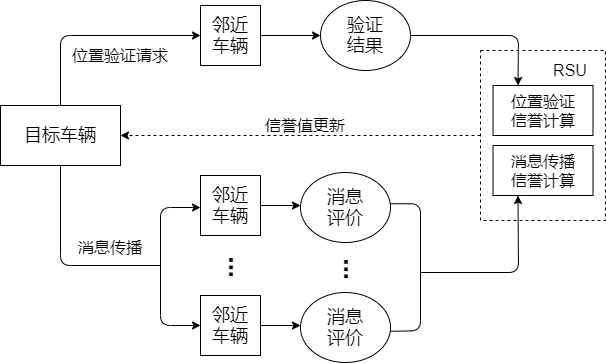 邻近
车辆
验证
结果
位置验证请求
RSU
位置验证
信誉计算
目标车辆
信誉值更新
消息传播
信誉计算
邻近
车辆
消息
评价
消息传播
⋮
⋮
邻近
车辆
消息
评价